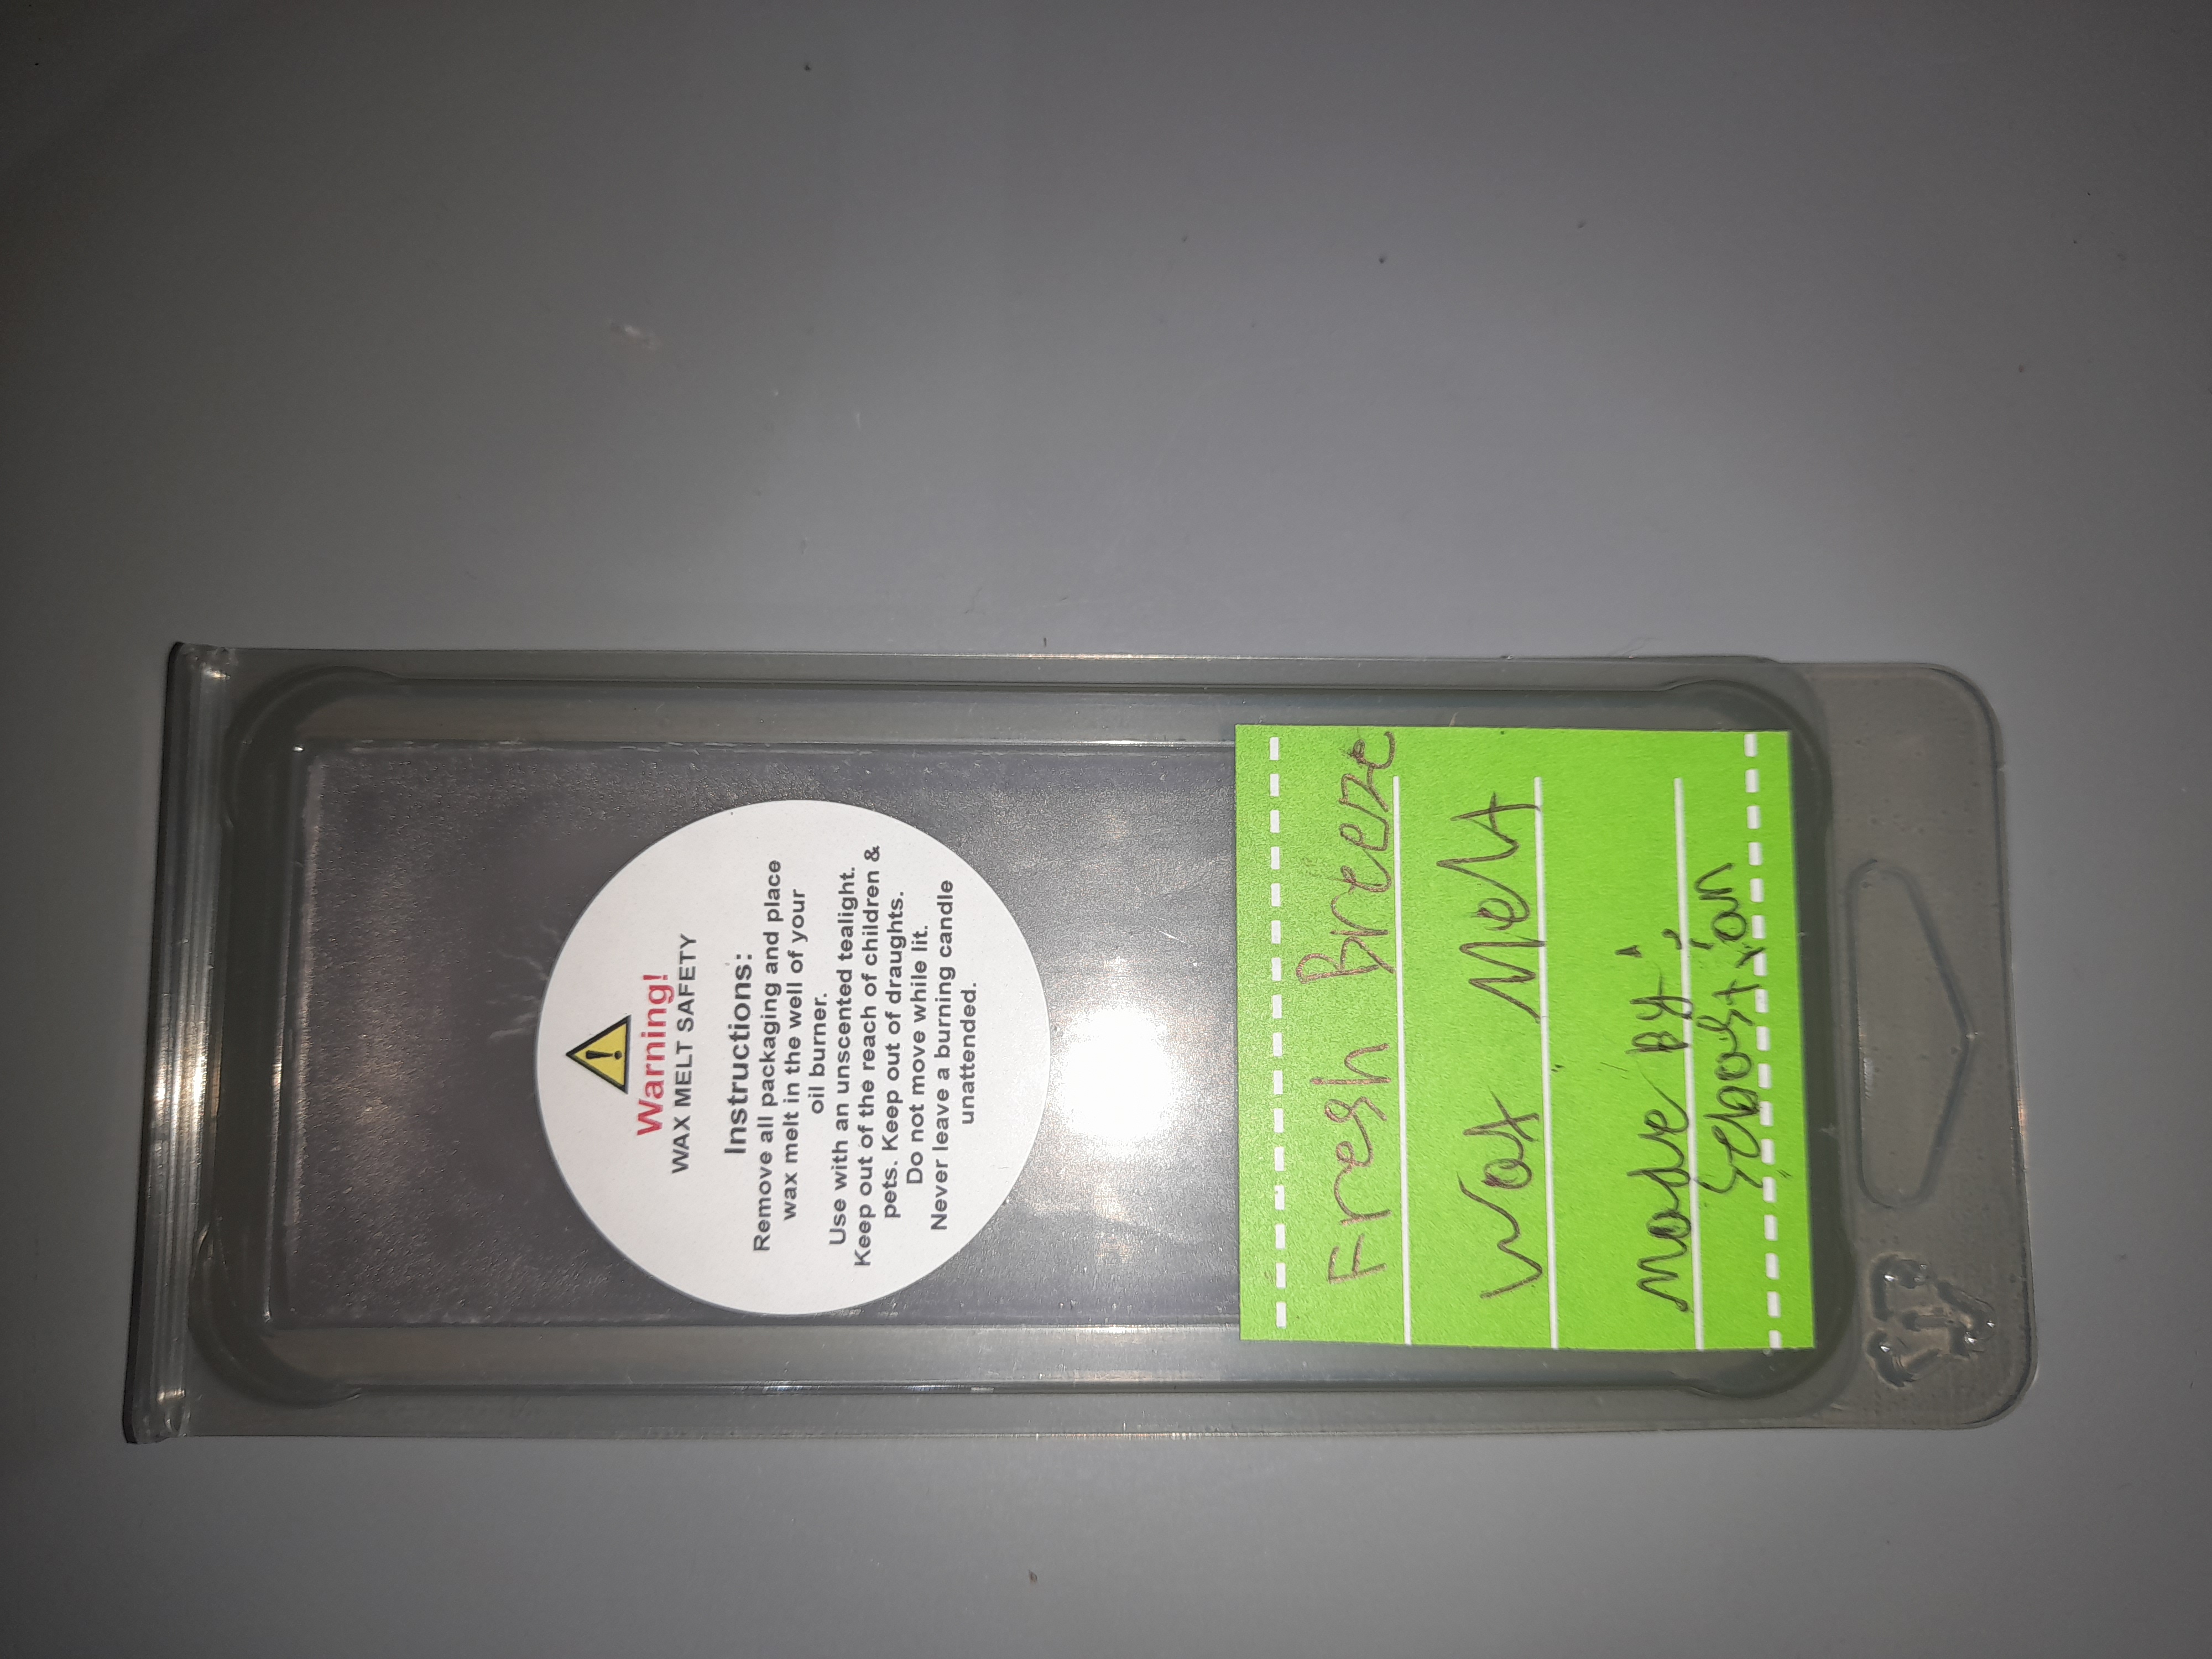 Warning!
WAX MELT SAFETY
Instructions:
Remove all packaging and place
wax melt in the well of your
oil burner.
Use with an unscented tealight.
Keep out of the reach of children &
pets. Keep out of draughts.
Do not move while lit.
Never leave a burning candle
unattended.
Fresh Breeze
Wax Melt
Made By:
Sebastian